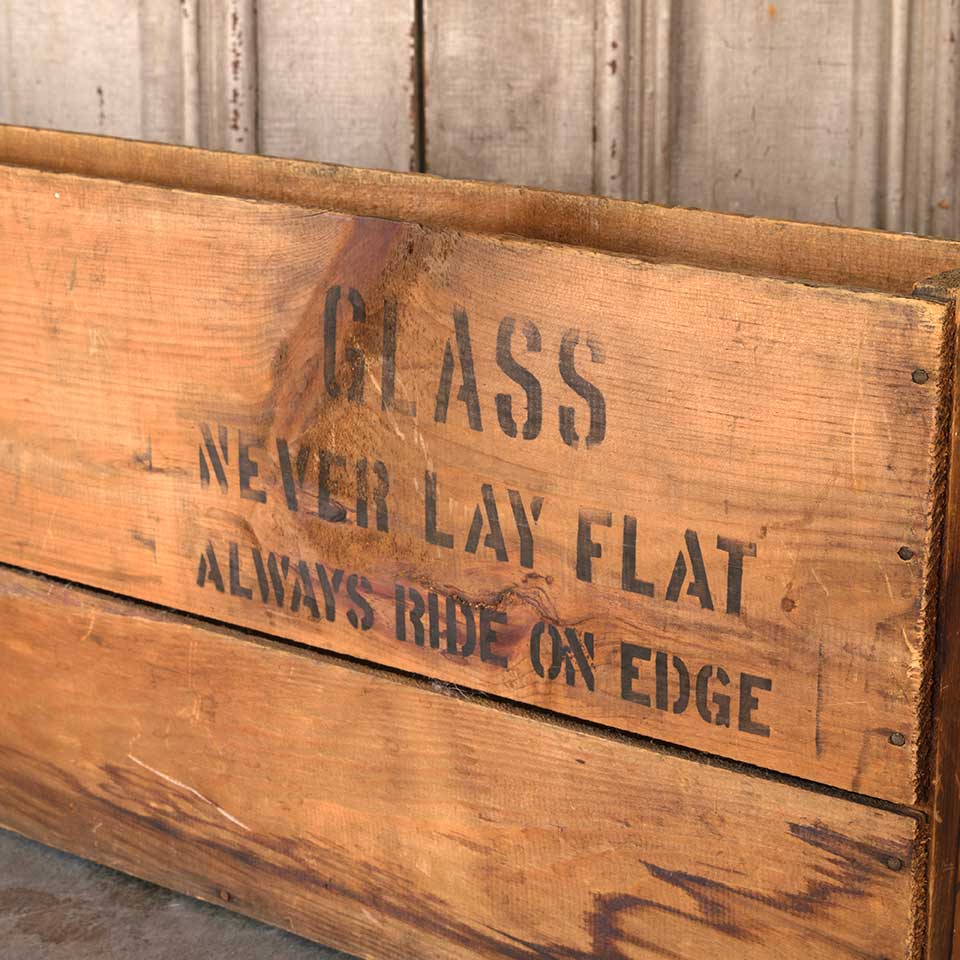 GLASS
NEVER LAY FLAT
ALWAYS RIDE ON EDGE